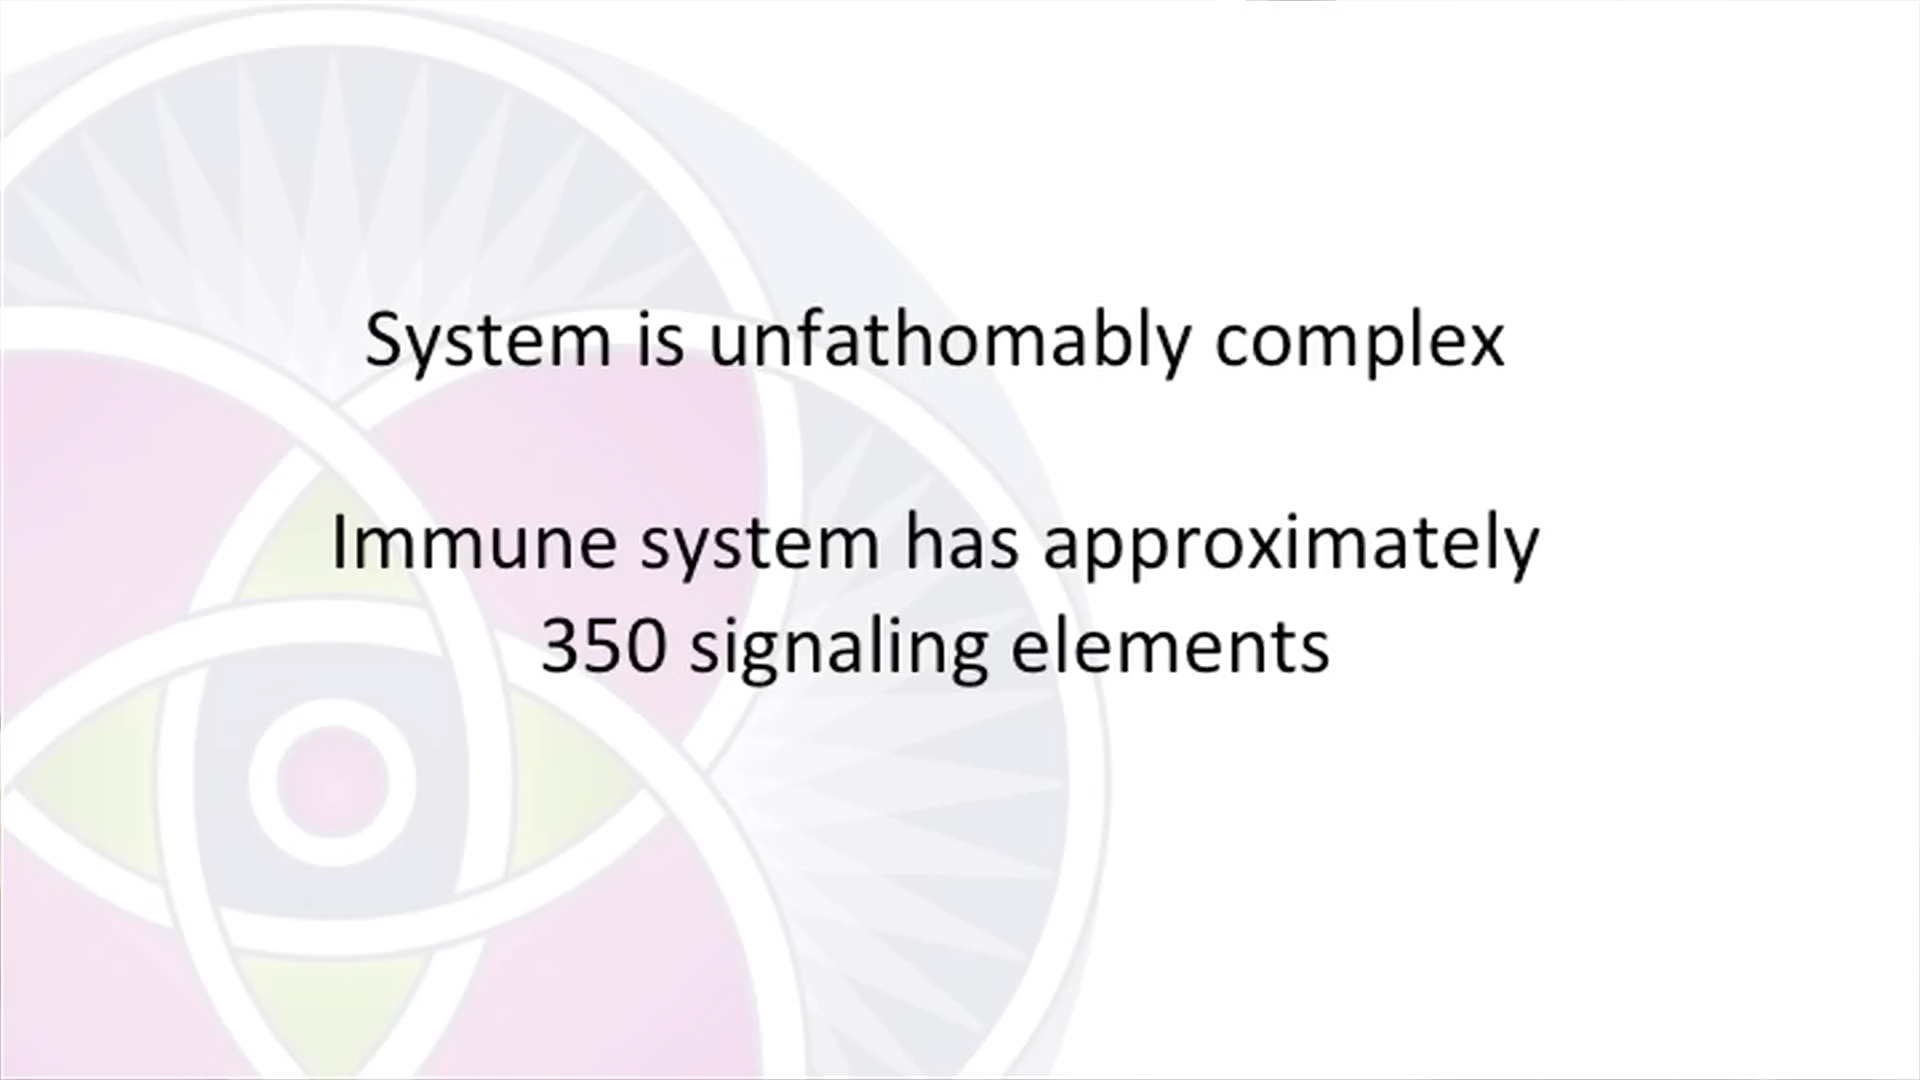 System is unfathomably complex
Immune system has approximately
350 signaling elements